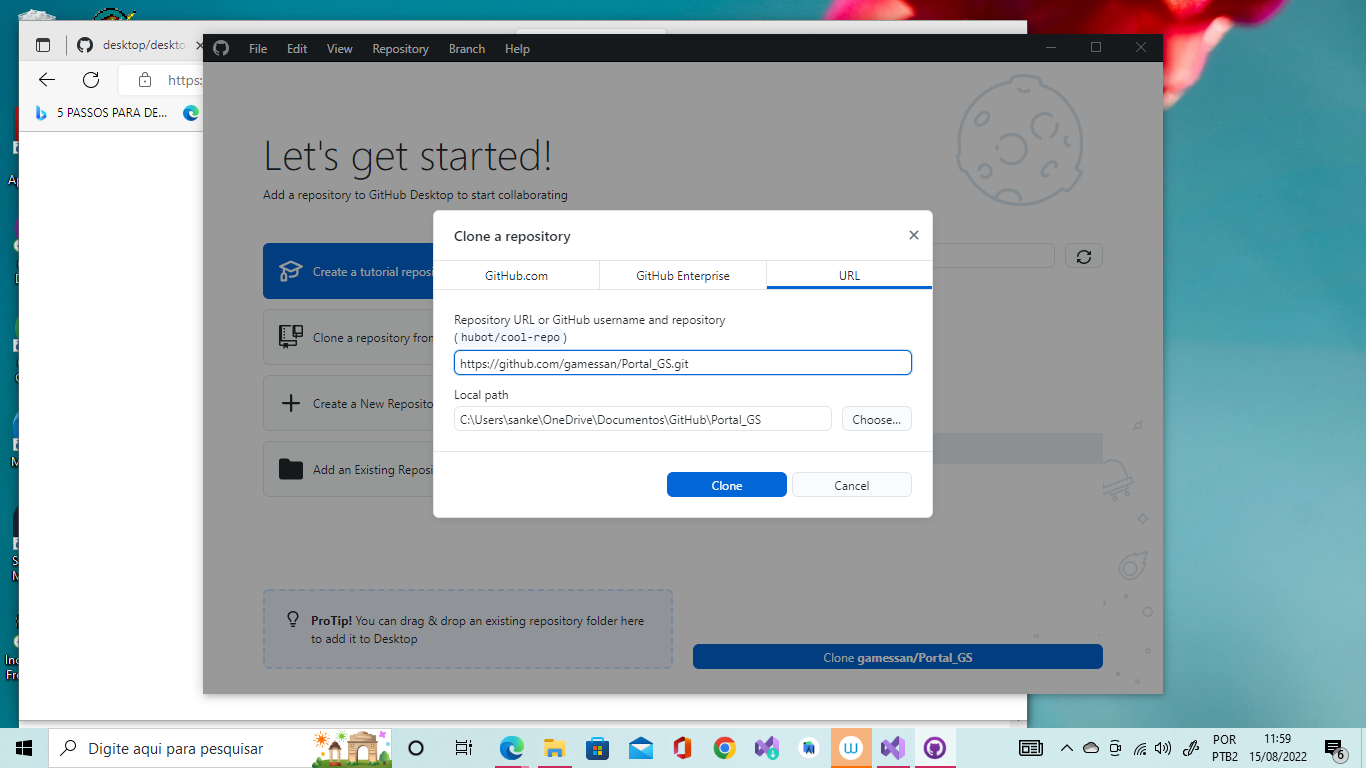 desktop/deskto
File Edit View Repository Branch Help
https:
5 PASSOS PARA DE...
Let's get started!
Add a repository to GitHub Desktop to start collaborating
Create a tutorial reposi
Clone a repository from
Create a New Reposito
Add an Existing Reposi
Clone a repository
GitHub.com GitHub Enterprise URL
Repository URL or GitHub username and repository
(hubot/cool-repo)
https://github.com/gamessan/Portal_GS.git
Local path
C:\Users\sanke\OneDrive\Documentos\GitHub\Portal_GS Choose...
Clone Cancel
ProTip! You can drag & drop an existing repository folder here
to add it to Desktop
Clone gamessan/Portal_GS
Digite aqui para pesquisar
POR
PTB2
11:59
15/08/2022
6